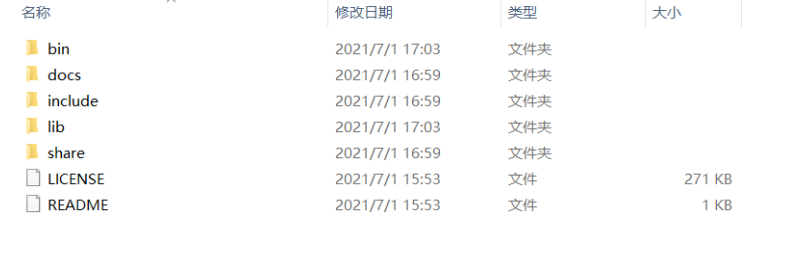 名称 修改日期 类型 大小
bin 2021/7/1 17:03 文件夹
docs 2021/7/1 16:59 文件夹
include 2021/7/1 16:59 文件夹
lib 2021/7/1 17:03 文件夹
share 2021/7/1 16:59 文件夹
LICENSE 2021/7/1 15:53 文件 271 KB
README 2021/7/1 15:53 文件 1 KB